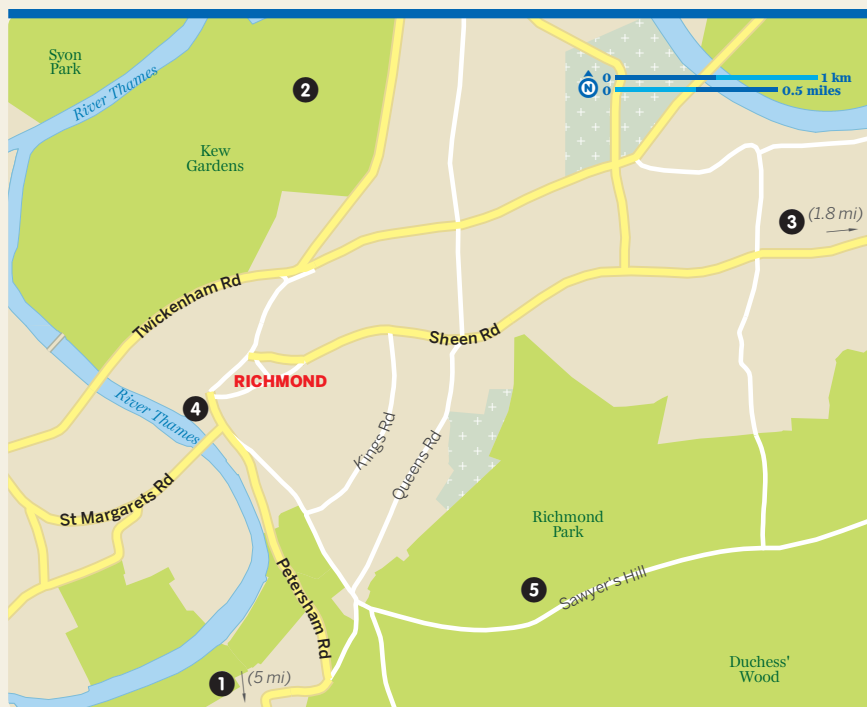 Syon
Park
River Thames
2
N
0
1 km
0
0.5 miles
Kew
Gardens
3
(1.8 mi)
Twickenham Rd
Sheen Rd
RICHMOND
River Thames
4
Kings Rd
Queens Rd
St Margarets Rd
Richmond
Park
Petersham Rd
5
Sawyer's Hill
Duchess'
Wood
1
(5 mi)